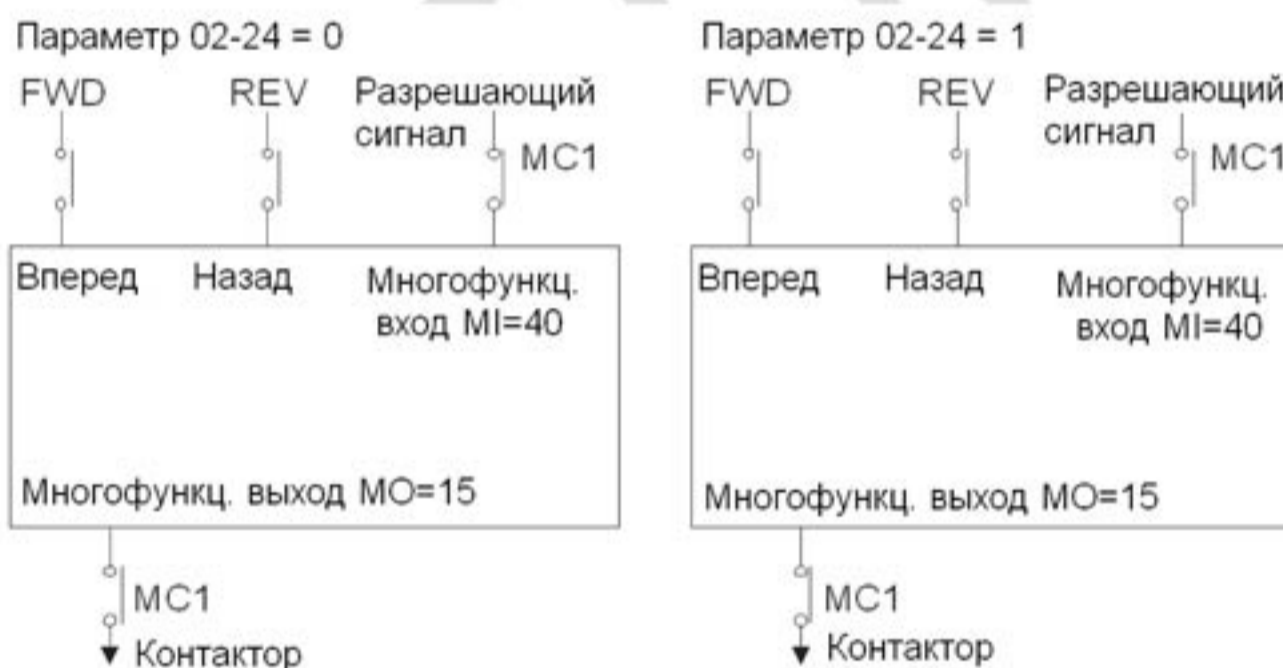 Параметр 02-24 = 0
FWD REV Разрешающий
сигнал MC1
Вперед Назад Многофункц.
вход MI=40
Многофункц. выход MO=15
MC1
Контактор
Параметр 02-24 = 1
FWD REV Разрешающий
сигнал MC1
Вперед Назад Многофункц.
вход MI=40
Многофункц. выход MO=15
MC1
Контактор